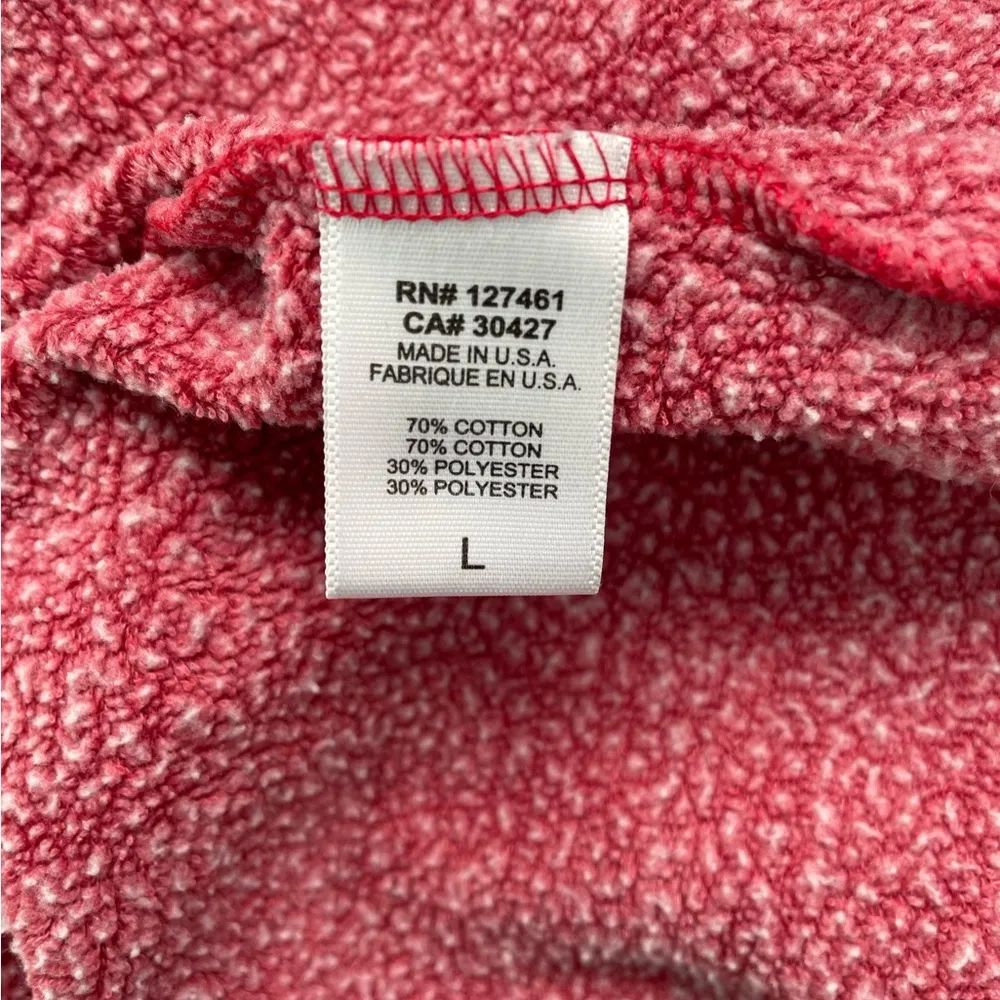 RN# 127461
CA# 30427
MADE IN U.S.A.
FABRIQUE EN U.S.A.
70% COTTON
70% COTTON
30% POLYESTER
30% POLYESTER
L